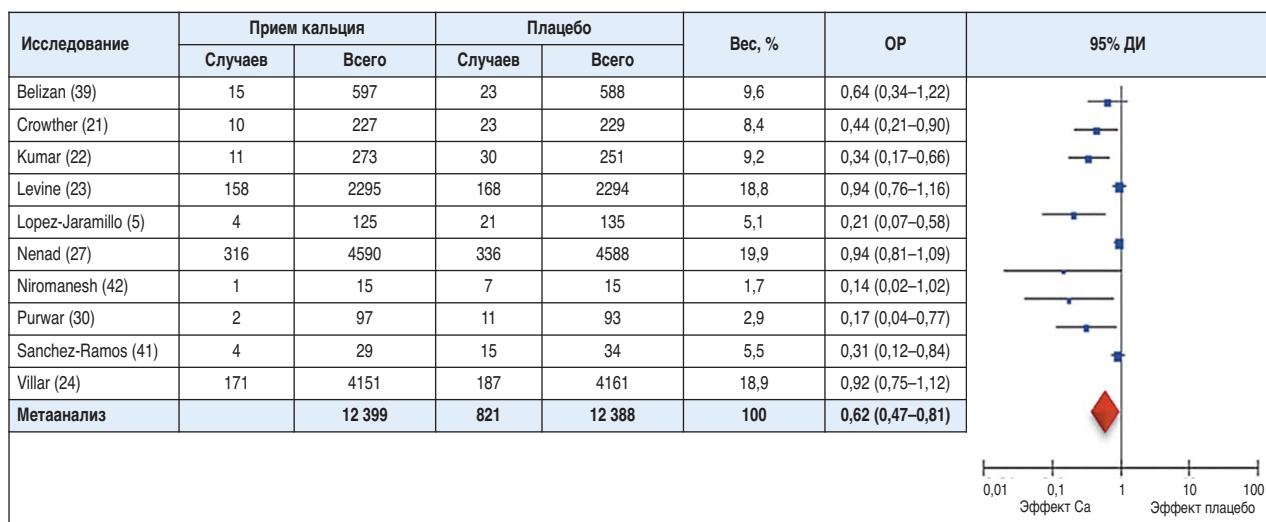 Исследование Прием кальция Плацебо Вес, % ОР 95% ДИ
Случаев Всего Случаев Всего
Belizan (39) 15 597 23 588 9,6 0,64 (0,34–1,22)
Crowther (21) 10 227 23 229 8,4 0,44 (0,21–0,90)
Kumar (22) 11 273 30 251 9,2 0,34 (0,17–0,66)
Levine (23) 158 2295 168 2294 18,8 0,94 (0,76–1,16)
Lopez-Jaramillo (5) 4 125 21 135 5,1 0,21 (0,07–0,58)
Nenad (27) 316 4590 336 4588 19,9 0,94 (0,81–1,09)
Niromanesh (42) 1 15 7 15 1,7 0,14 (0,02–1,02)
Purwar (30) 2 97 11 93 2,9 0,17 (0,04–0,77)
Sanchez-Ramos (41) 4 29 15 34 5,5 0,31 (0,12–0,84)
Villar (24) 171 4151 187 4161 18,9 0,92 (0,75–1,12)
Метаанализ 12 399 821 12 388 100 0,62 (0,47–0,81)
0,01 0,1 1 10 100
Эффект Ca Эффект плацебо